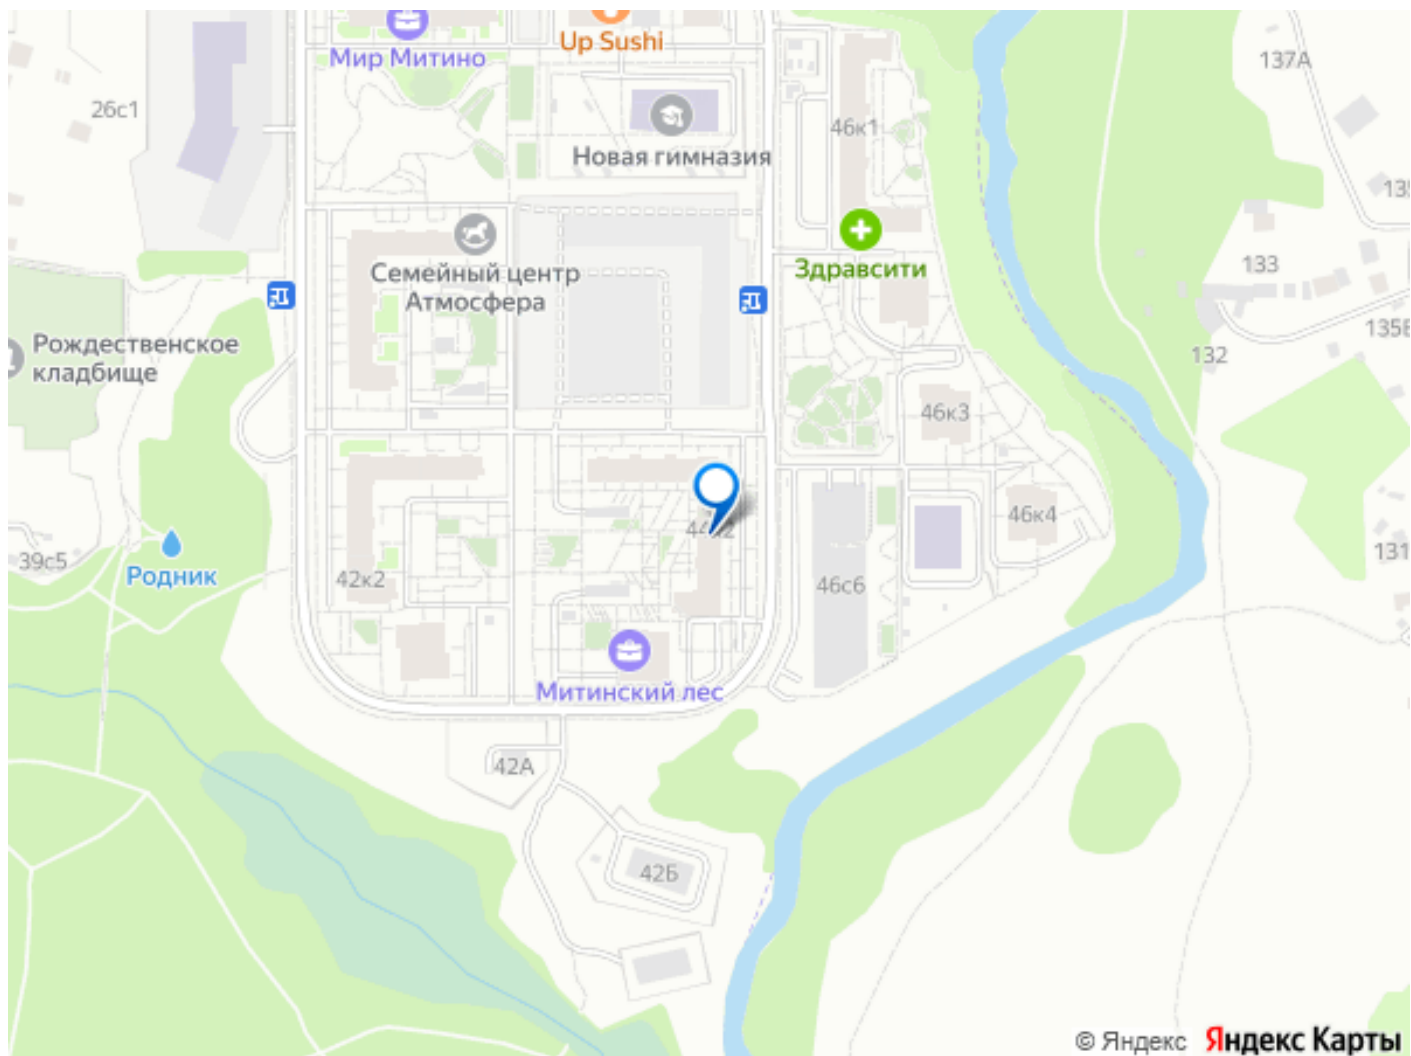 Up Sushi
Мир Митино
137А
26с1
46к1
Новая гимназия
135
Семейный центр
Атмосфера
Здравсити
133
Рождественское
кладбище
135Б
132
46к3
46к4
39с5
Родник
42к2
46с6
131
Митинский лес
42А
42Б
© Яндекс Яндекс Карты